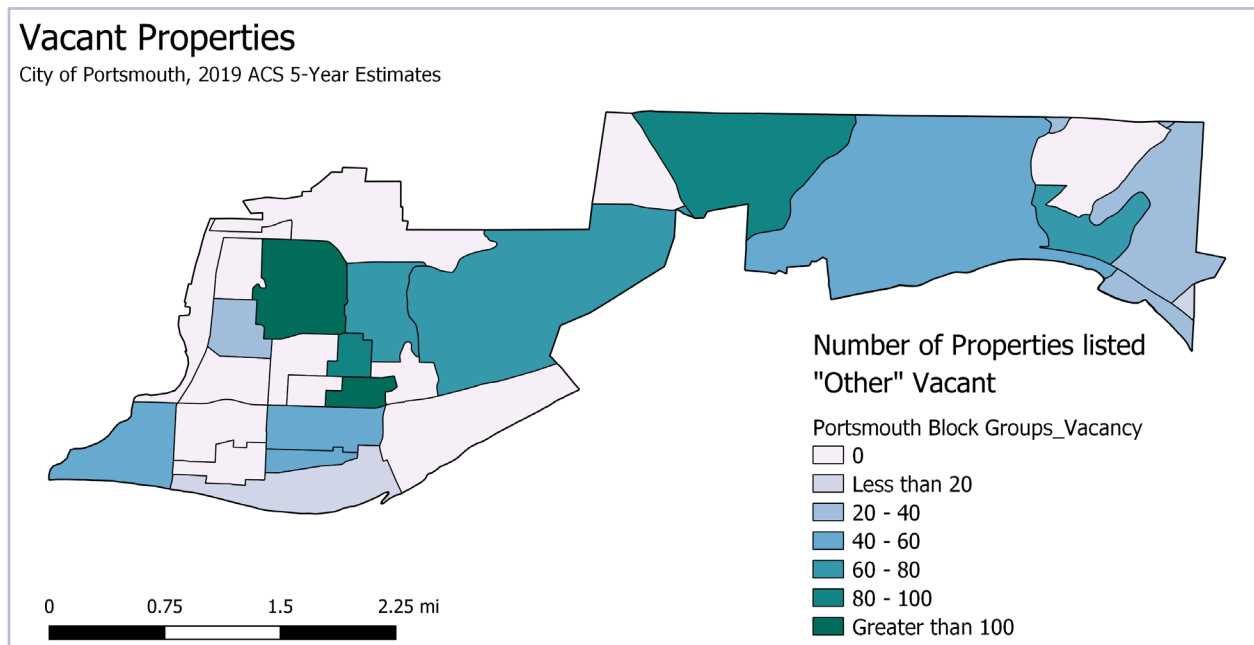 Vacant Properties
City of Portsmouth, 2019 ACS 5-Year Estimates
Number of Properties listed
"Other" Vacant
Portsmouth Block Groups_Vacancy
0
Less than 20
20 - 40
40 - 60
60 - 80
80 - 100
Greater than 100
0 0.75 1.5 2.25 mi